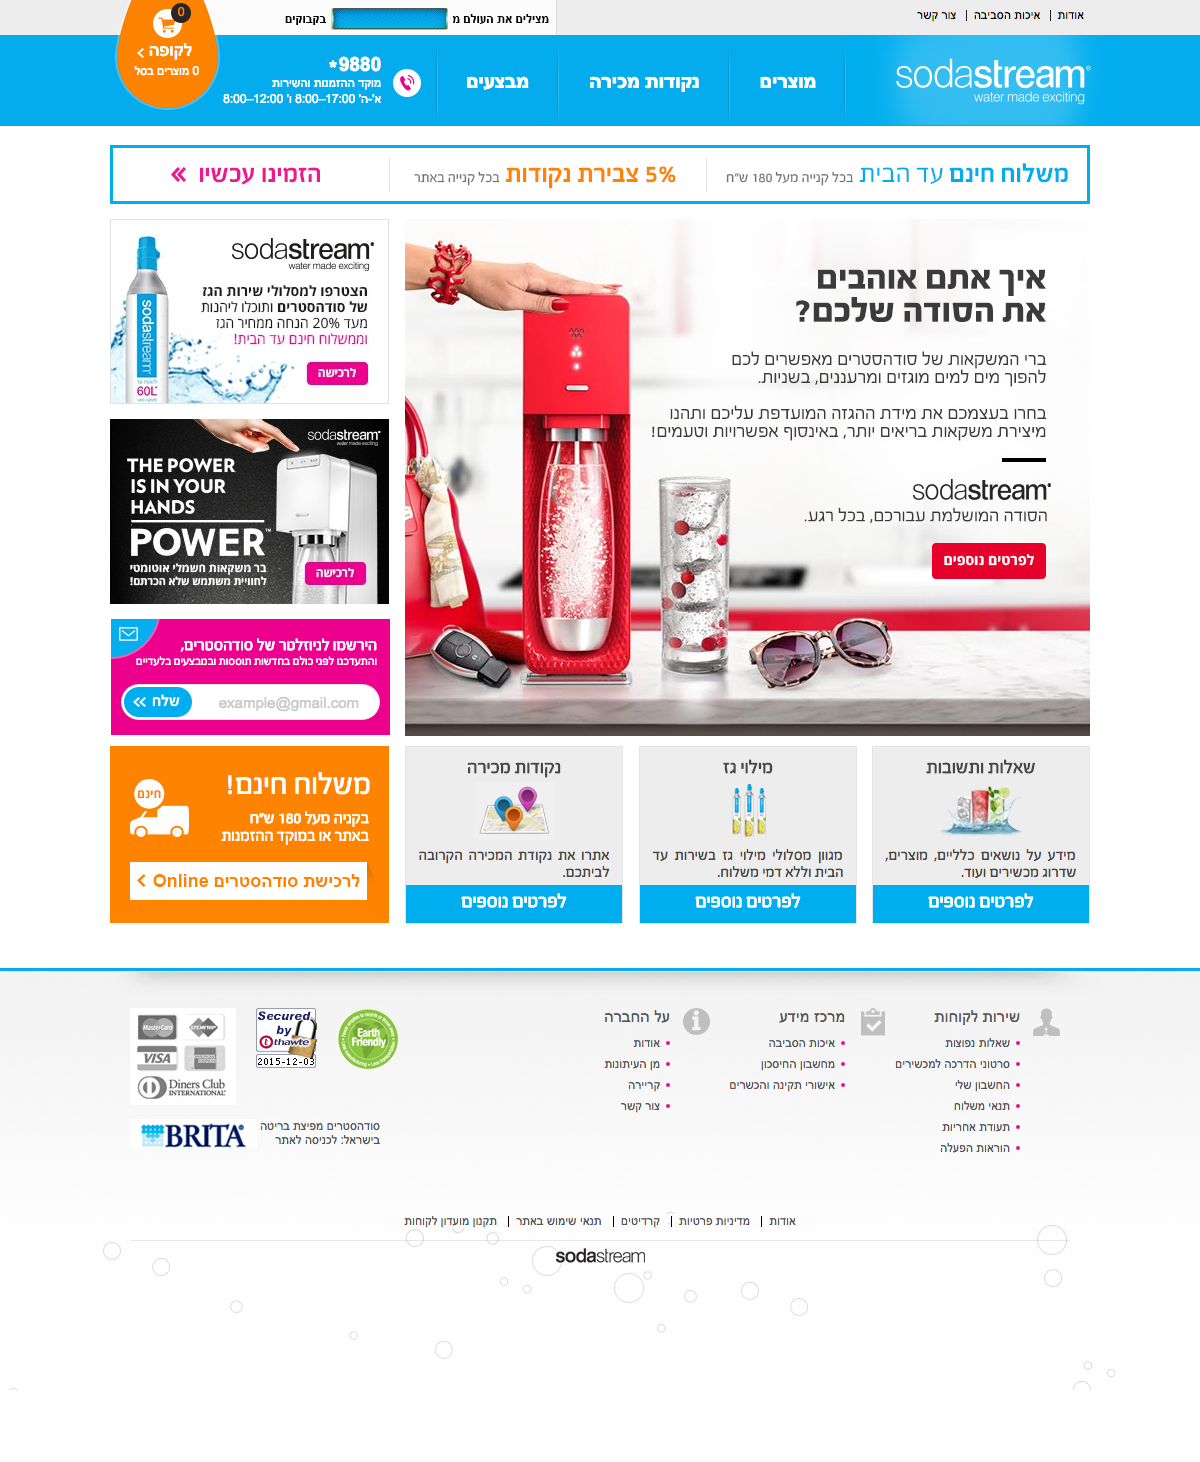 אודות | איכות הסביבה | צור קשר
מצילים את העולם מ בקבוקים
0
לקופה >
0 מוצרים בסל
sodastream®
water made exciting
מוצרים
נקודות מכירה
מבצעים
*9880
מוקד ההזמנות והשירות
א'-ה' 8:00–17:00 ו' 8:00–12:00
משלוח חינם עד הבית בכל קנייה מעל 180 ש"ח
5% צבירת נקודות בכל קנייה באתר
הזמינו עכשיו »
איך אתם אוהבים
את הסודה שלכם?
ברי המשקאות של סודהסטרים מאפשרים לכם
להפוך מים למים מוגזים ומרעננים, בשניות.
בחרו בעצמכם את מידת ההגזה המועדפת עליכם ותהנו
מיצירת משקאות בריאים יותר, באינסוף אפשרויות וטעמים!
sodastream
הסודה המושלמת עבורכם, בכל רגע.
לפרטים נוספים
sodastream
water made exciting
הצטרפו למסלולי שירות הגז
של סודהסטרים ותוכלו ליהנות
מעד 20% הנחה ממחיר הגז
וממשלוח חינם עד הבית!
לרכישה
sodastream
60L
sodastream
water made exciting
THE POWER
IS IN YOUR
HANDS
POWER™
בר משקאות חשמלי אוטומטי
לחוויית משתמש שלא הכרתם!
לרכישה
הירשמו לניוזלטר של סודהסטרים,
והתעדכנו לפני כולם בחדשות תוססות ובמבצעים בלעדיים
example@gmail.com
שלח »
משלוח חינם!
חינם
בקניה מעל 180 ש"ח
באתר או במוקד ההזמנות
לרכישת סודהסטרים Online >
שאלות ותשובות
מידע על נושאים כלליים, מוצרים,
שדרוג מכשירים ועוד.
לפרטים נוספים
מילוי גז
מגוון מסלולי מילוי גז בשירות עד
הבית וללא דמי משלוח.
לפרטים נוספים
נקודות מכירה
אתרו את נקודת המכירה הקרובה
לביתכם.
לפרטים נוספים
שירות לקוחות
שאלות נפוצות
סרטוני הדרכה למכשירים
החשבון שלי
תנאי משלוח
תעודת אחריות
הוראות הפעלה
מרכז מידע
איכות הסביבה
מחשבון החיסכון
אישורי תקינה והכשרים
על החברה
אודות
מן העיתונות
קריירה
צור קשר
Earth
Friendly
Secured
by
thawte
2015-12-03
MasterCard
VISA
Diners Club
INTERNATIONAL
סודהסטרים מפיצת בריטה
בישראל: לכניסה לאתר
BRITA
אודות | מדיניות פרטיות | קרדיטים | תנאי שימוש באתר | תקנון מועדון לקוחות
sodastream